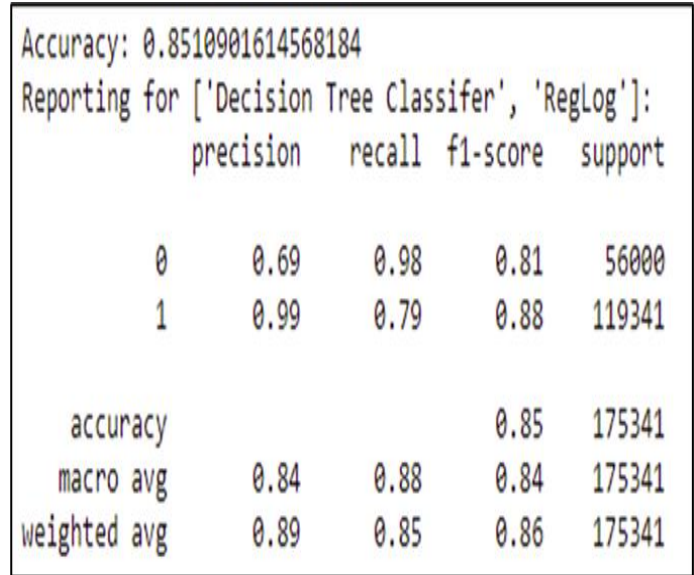 Accuracy: 0.8510901614568184
Reporting for ['Decision Tree Classifer', 'RegLog']:
precision recall f1-score support
0 0.69 0.98 0.81 56000
1 0.99 0.79 0.88 119341
accuracy 0.85 175341
macro avg 0.84 0.88 0.84 175341
weighted avg 0.89 0.85 0.86 175341